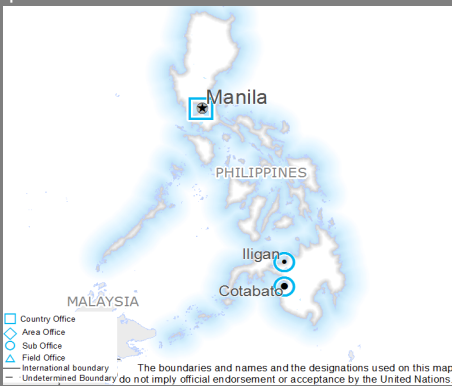 Manila
PHILIPPINES
Iligan
Cotabato
MALAYSIA
Country Office
Area Office
Sub Office
Field Office
International boundary
Undetermined Boundary
The boundaries and names and the designations used on this map
do not imply official endorsement or acceptance by the United Nations.